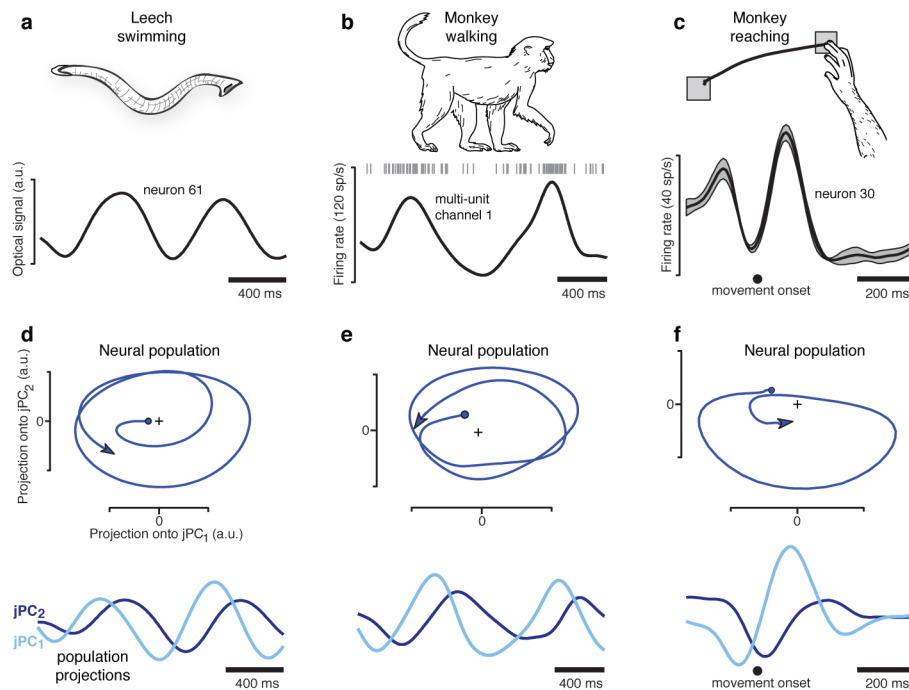 a
Leech
swimming
Optical signal (a.u.)
neuron 61
400 ms
b
Monkey
walking
Firing rate (120 sp/s)
multi-unit
channel 1
400 ms
c
Monkey
reaching
Firing rate (40 sp/s)
neuron 30
movement onset
200 ms
d
Neural population
Projection onto jPC2 (a.u.)
0
0
Projection onto jPC1 (a.u.)
jPC2
jPC1
population
projections
400 ms
e
Neural population
0
0
400 ms
f
Neural population
0
0
movement onset
200 ms